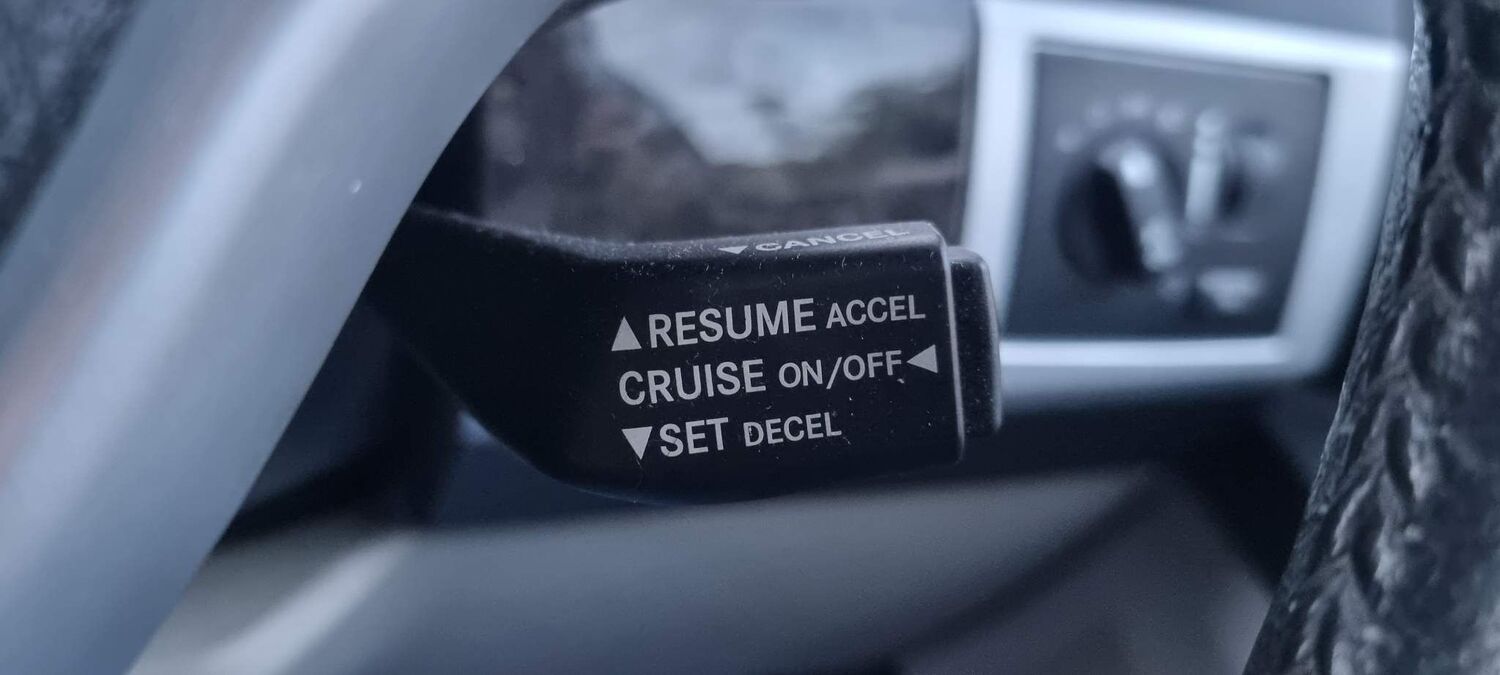 ▼CANCEL
▲RESUME ACCEL
CRUISE ON/OFF◀
▼SET DECEL